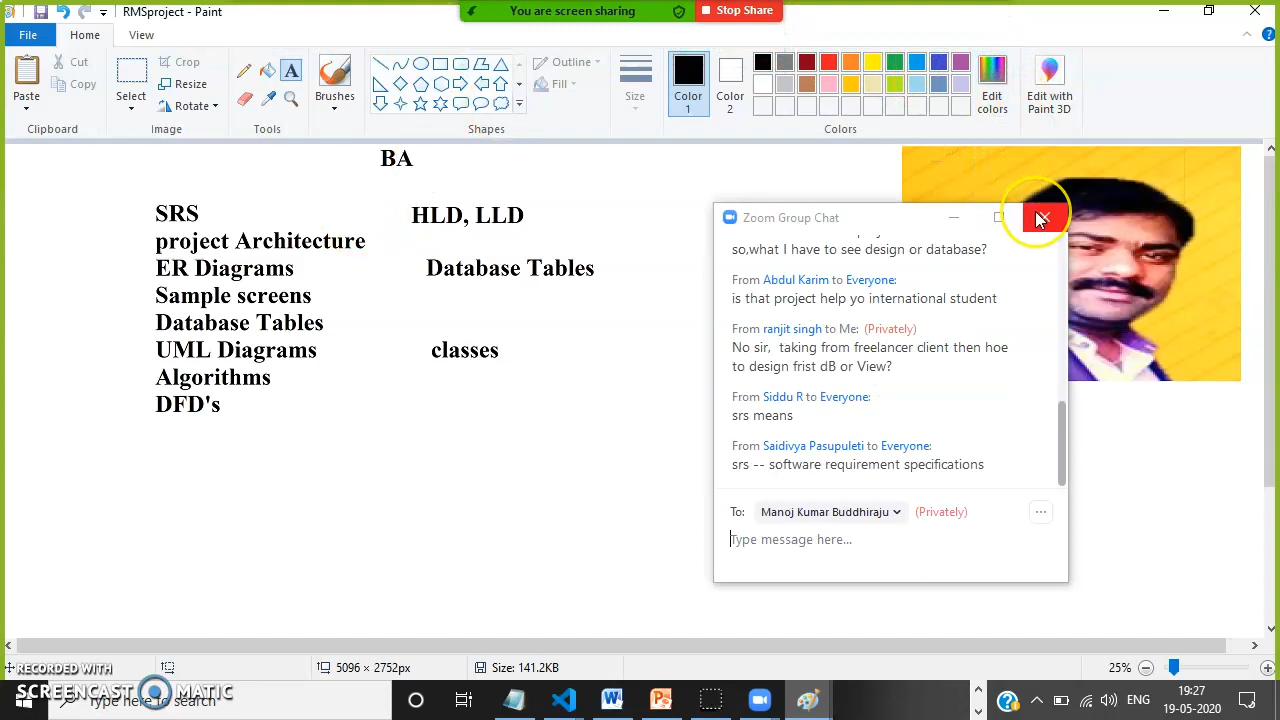 RMSproject - Paint
You are screen sharing
Stop Share
File
Home
View
Paste
Cut
Copy
Clipboard
Select
Crop
Resize
Rotate
Image
A
Tools
Brushes
Outline
Fill
Shapes
Size
Color 1
Color 2
Edit colors
Edit with Paint 3D
Colors
BA
SRS
HLD, LLD
project Architecture
ER Diagrams
Database Tables
Sample screens
Database Tables
UML Diagrams
classes
Algorithms
DFD's
Zoom Group Chat
so,what I have to see design or database?
From Abdul Karim to Everyone:
is that project help yo international student
From ranjit singh to Me: (Privately)
No sir, taking from freelancer client then hoe
to design frist dB or View?
From Siddu R to Everyone:
srs means
From Saidivya Pasupuleti to Everyone:
srs -- software requirement specifications
To: Manoj Kumar Buddhiraju (Privately)
Type message here...
5096 × 2752px
Size: 141.2KB
25%
RECORDED WITH
SCREENCAST MATIC
Type here to search
ENG
19:27
19-05-2020